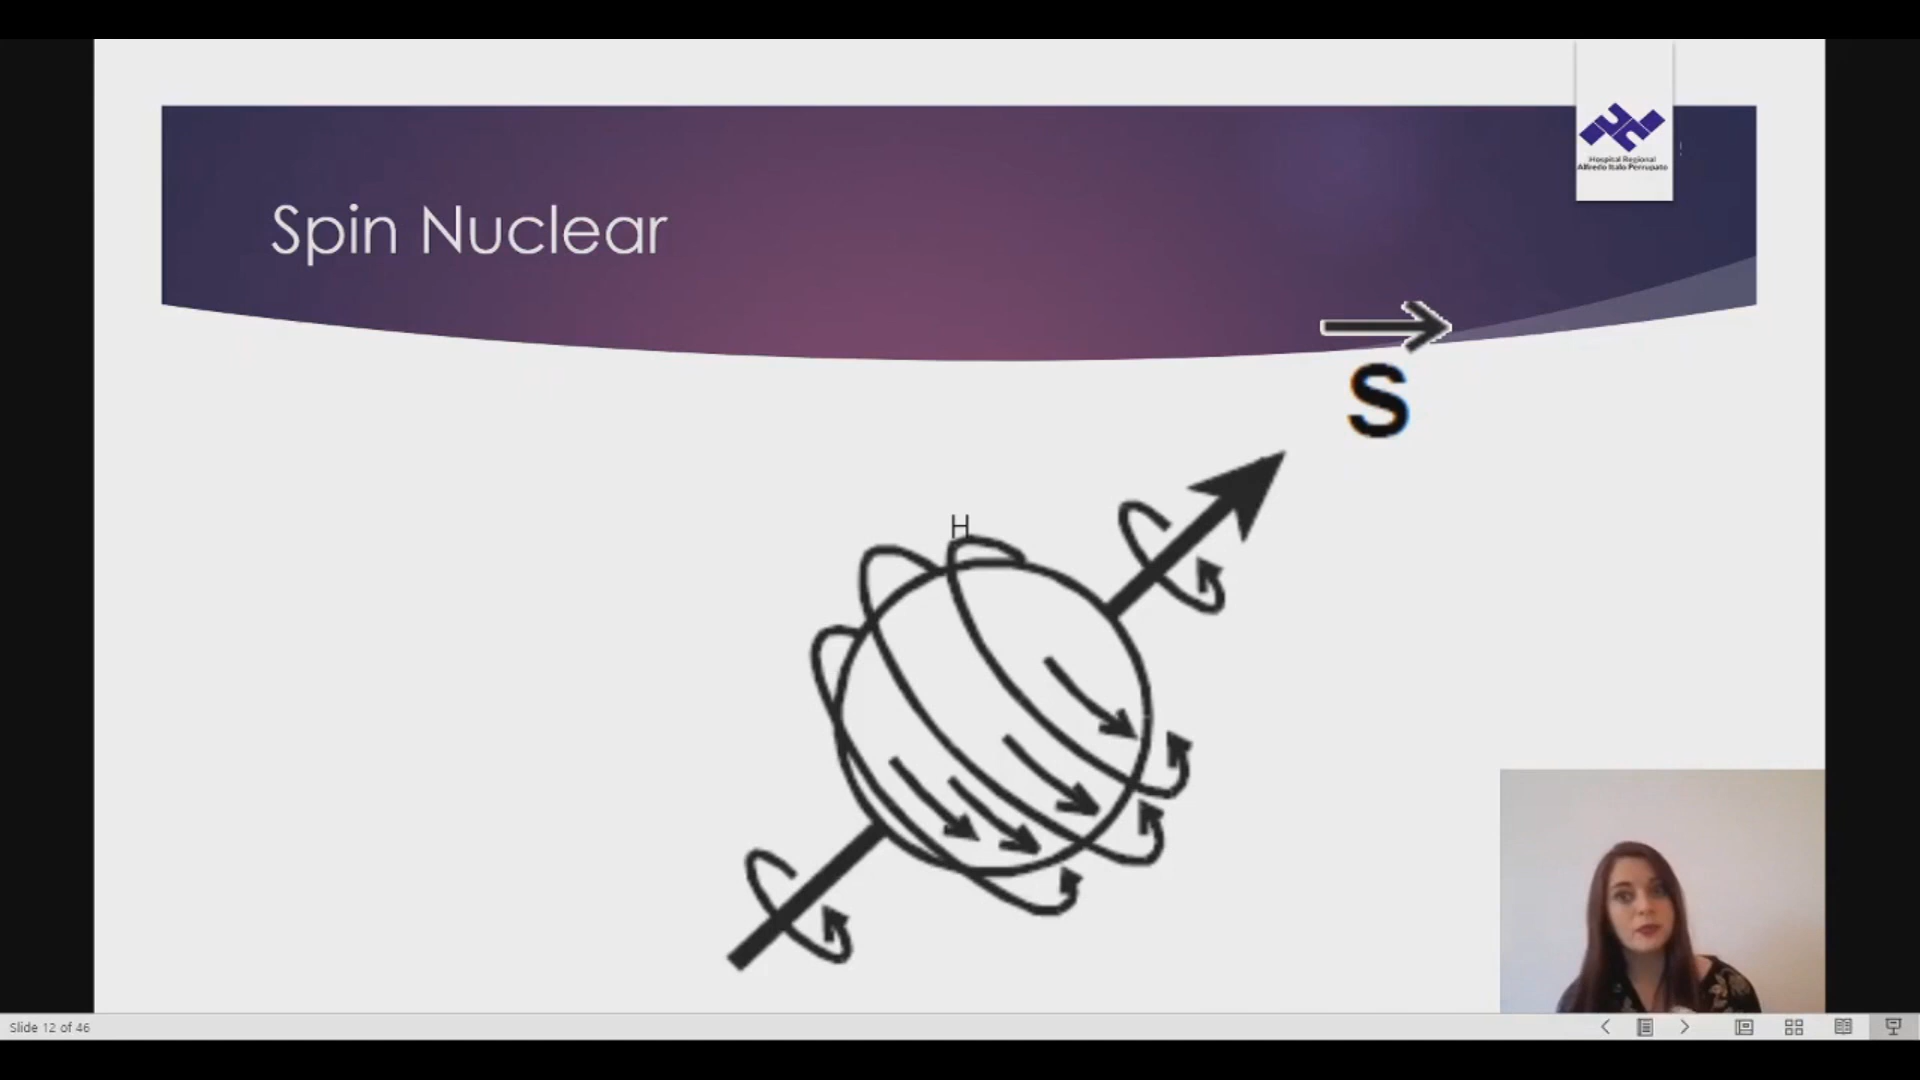 Hospital Regional
Alfredo Italo Perrupato
Spin Nuclear
S
H
Slide 12 of 46